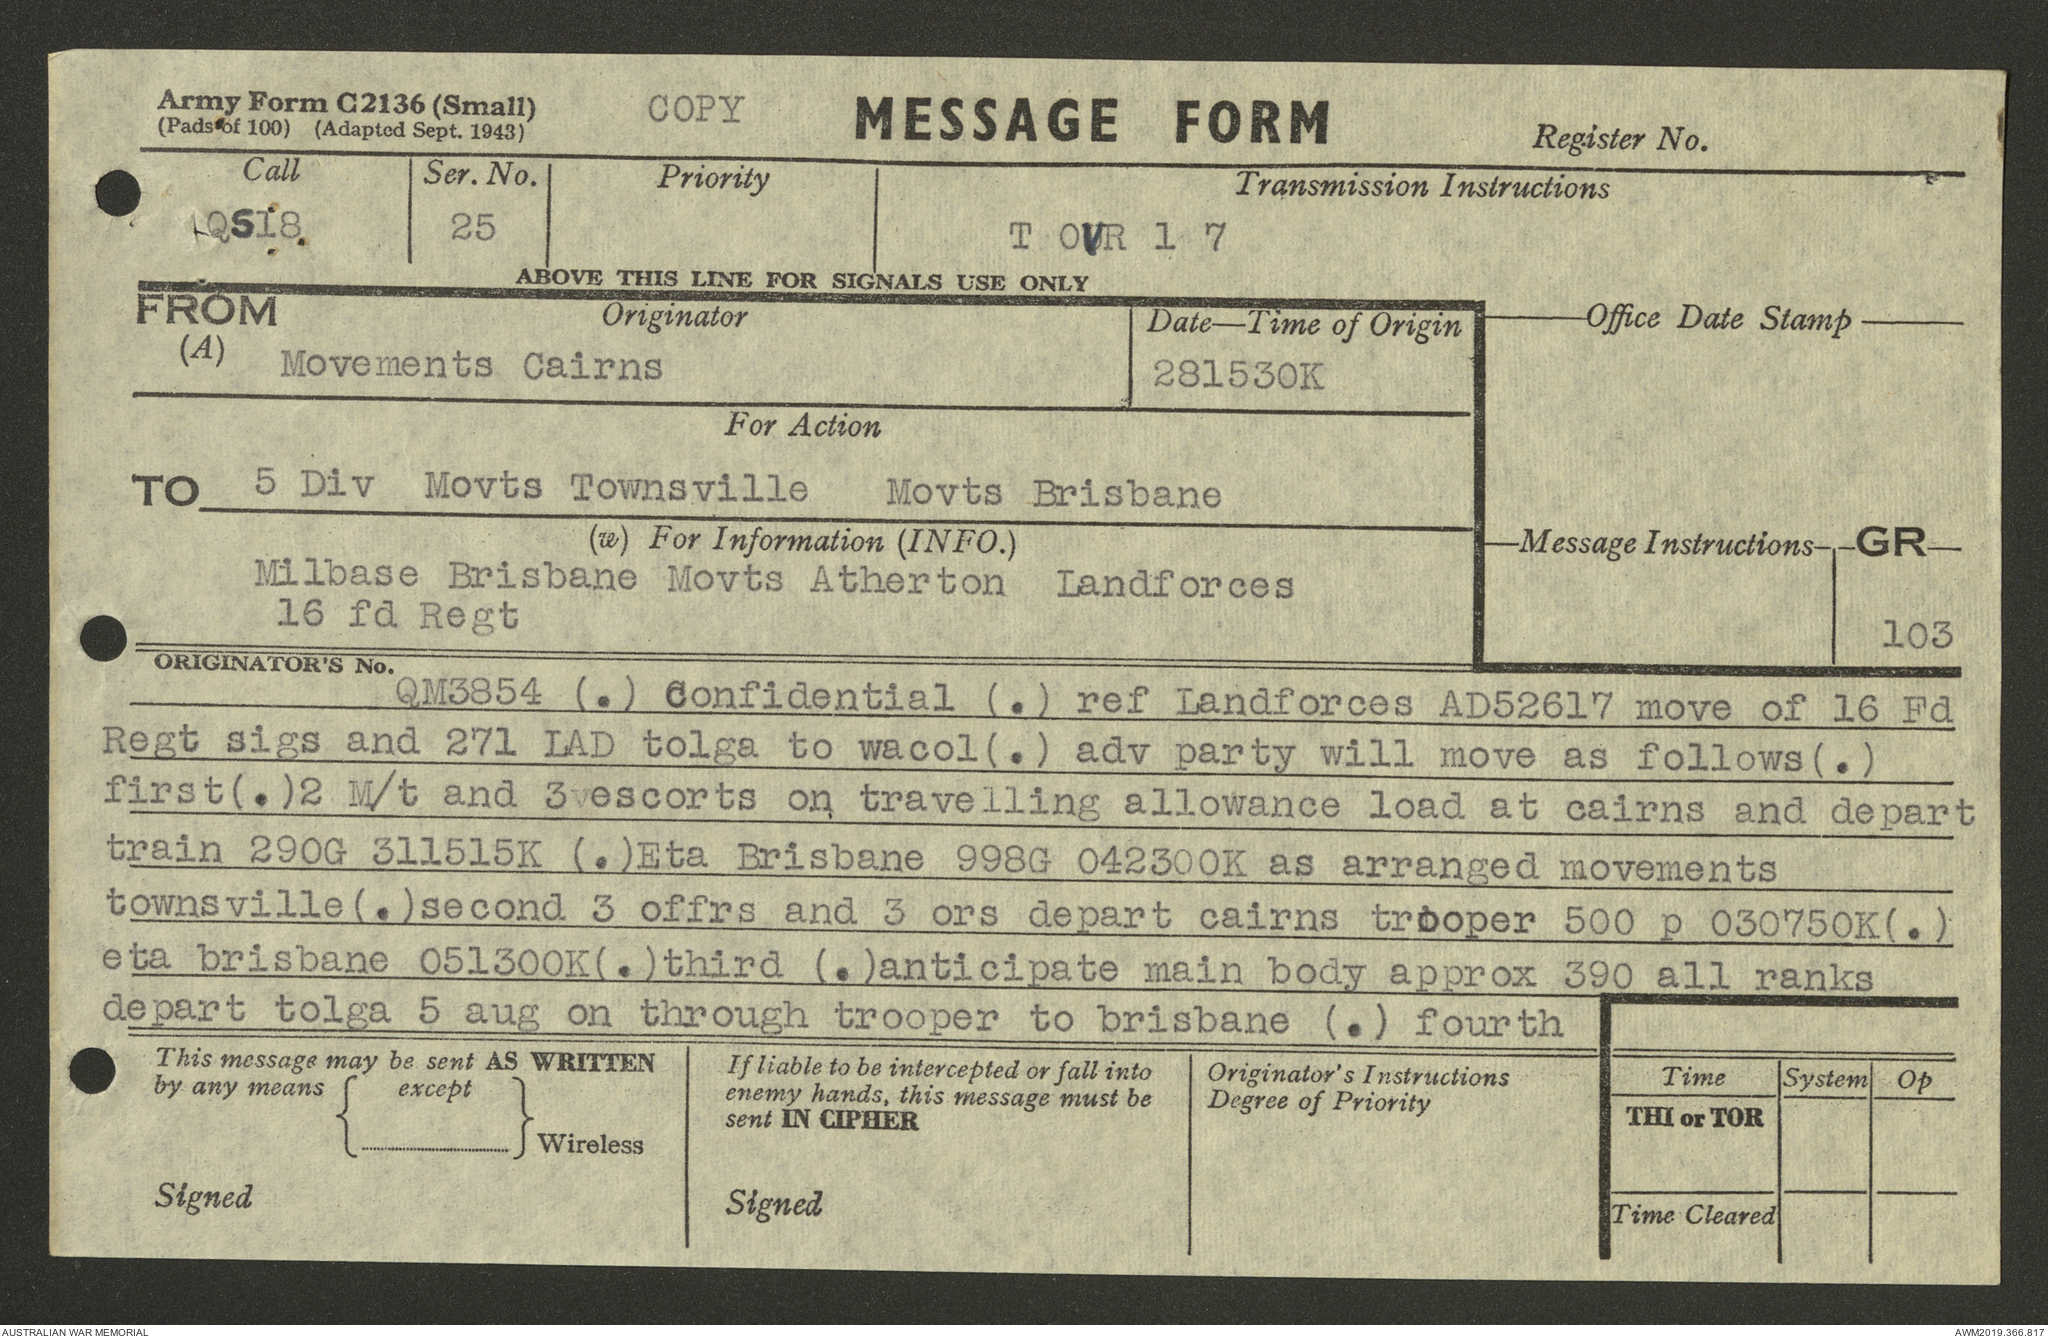 Army Form C2136 (Small)
(Pads of 100) (Adapted Sept. 1943)
COPY
MESSAGE FORM
Register No.
Call
Ser. No.
Priority
Transmission Instructions
QS18
25
T OVR 1 7
ABOVE THIS LINE FOR SIGNALS USE ONLY
FROM
(A)
Originator
Date—Time of Origin
Office Date Stamp
Movements Cairns
281530K
For Action
TO
5 Div Movts Townsville Movts Brisbane
(w) For Information (INFO.)
Message Instructions
GR
Milbase Brisbane Movts Atherton Landforces
16 fd Regt
103
ORIGINATOR'S No.
QM3854 (.) Confidential (.) ref Landforces AD52617 move of 16 Fd
Regt sigs and 271 LAD tolga to wacol(.) adv party will move as follows(.)
first(.)2 M/t and 3 escorts on travelling allowance load at cairns and depart
train 290G 311515K (.)Eta Brisbane 998G 042300K as arranged movements
townsville(.)second 3 offrs and 3 ors depart cairns trooper 500 p 030750K(.)
eta brisbane 051300K(.)third (.)anticipate main body approx 390 all ranks
depart tolga 5 aug on through trooper to brisbane (.) fourth
This message may be sent AS WRITTEN
by any means
except
Wireless
Signed
If liable to be intercepted or fall into
enemy hands, this message must be
sent IN CIPHER
Signed
Originator's Instructions
Degree of Priority
Time
System
Op
THI or TOR
Time Cleared
AUSTRALIAN WAR MEMORIAL
AWM2019.366.817